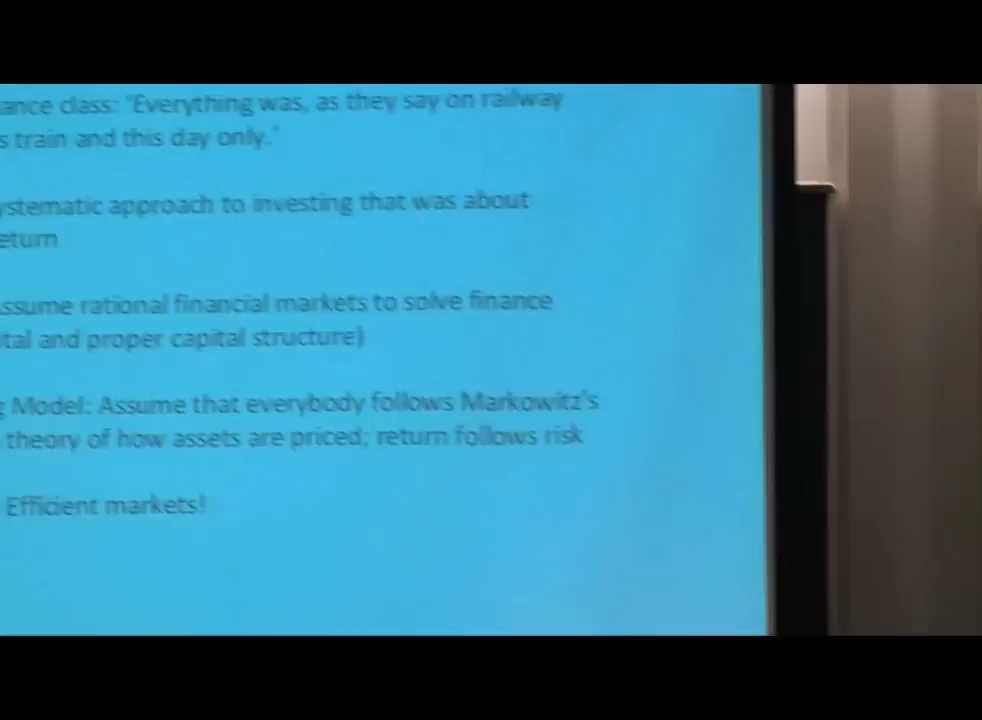 ance class: 'Everything was, as they say on railway
s train and this day only.'
ystematic approach to investing that was about
eturn
ssume rational financial markets to solve finance
ital and proper capital structure)
g Model: Assume that everybody follows Markowitz's
theory of how assets are priced; return follows risk
Efficient markets!